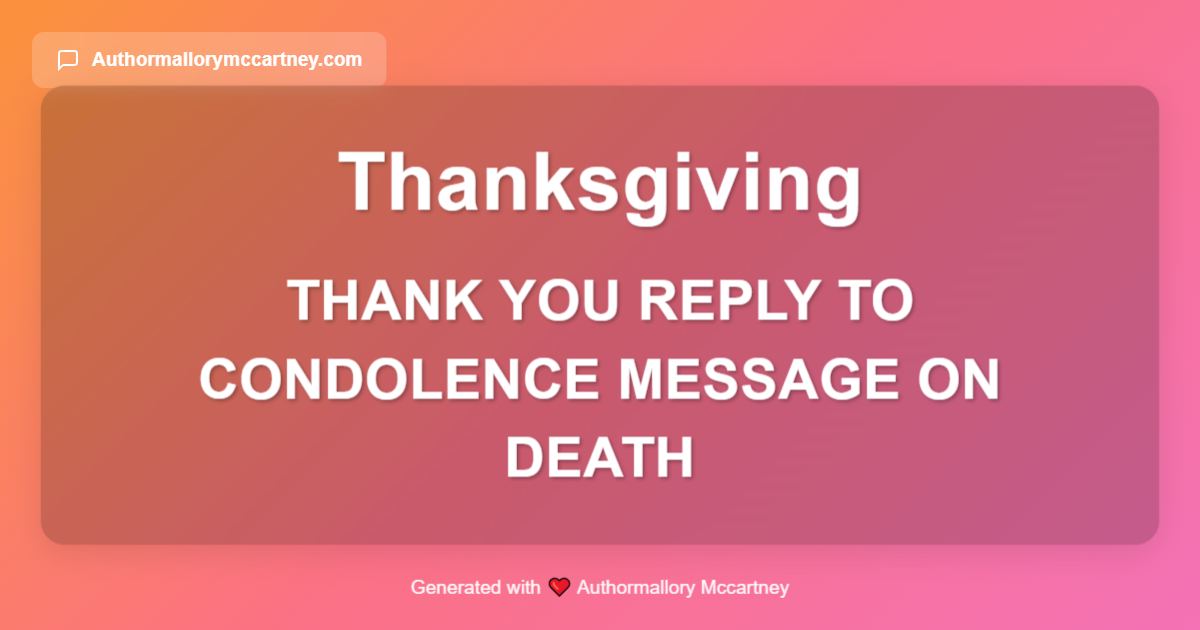 Authormallorymccartney.com
Thanksgiving
THANK YOU REPLY TO
CONDOLENCE MESSAGE ON
DEATH
Generated with ❤️ Authormallory Mccartney